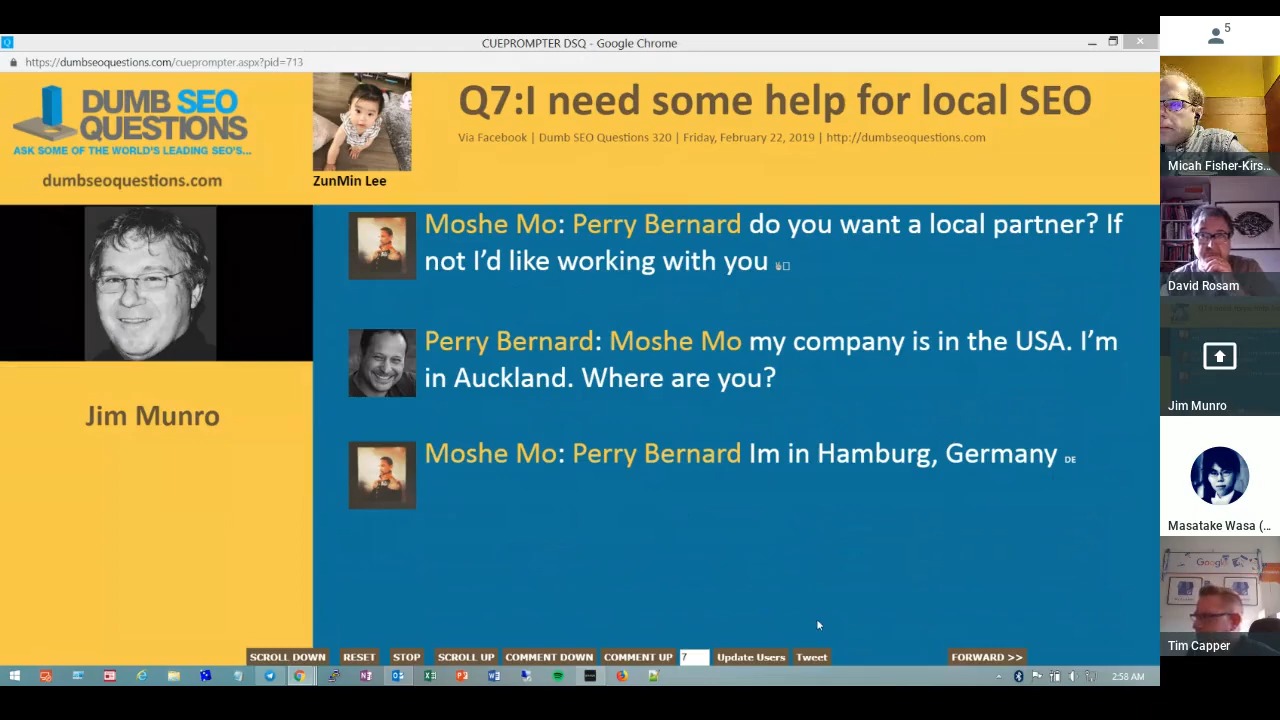 5
CUEPROMPTER DSQ - Google Chrome
https://dumbseoquestions.com/cueprompter.aspx?pid=713
DUMB SEO
QUESTIONS
ASK SOME OF THE WORLD'S LEADING SEO'S...
dumbseoquestions.com
ZunMin Lee
Q7:I need some help for local SEO
Via Facebook | Dumb SEO Questions 320 | Friday, February 22, 2019 | http://dumbseoquestions.com
Jim Munro
Moshe Mo: Perry Bernard do you want a local partner? If
not I'd like working with you
Perry Bernard: Moshe Mo my company is in the USA. I'm
in Auckland. Where are you?
Moshe Mo: Perry Bernard Im in Hamburg, Germany DE
SCROLL DOWN RESET STOP SCROLL UP COMMENT DOWN COMMENT UP 7 Update Users Tweet FORWARD >>
2:58 AM
Micah Fisher-Kirs...
David Rosam
Jim Munro
Masatake Wasa (...
Google
Tim Capper